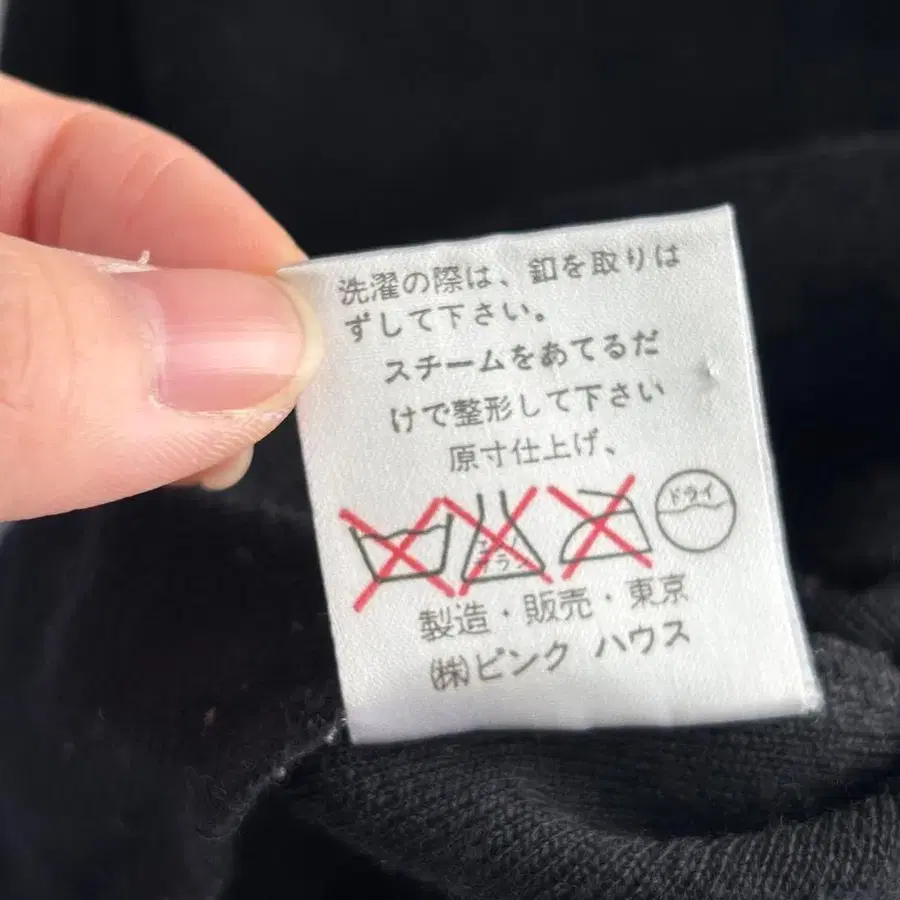 洗濯の際は、釦を取りは
ずして下さい。
スチームをあてるだ
けで整形して下さい
原寸仕上げ、
ドライ
製造・販売・東京
㈱ピンク ハウス